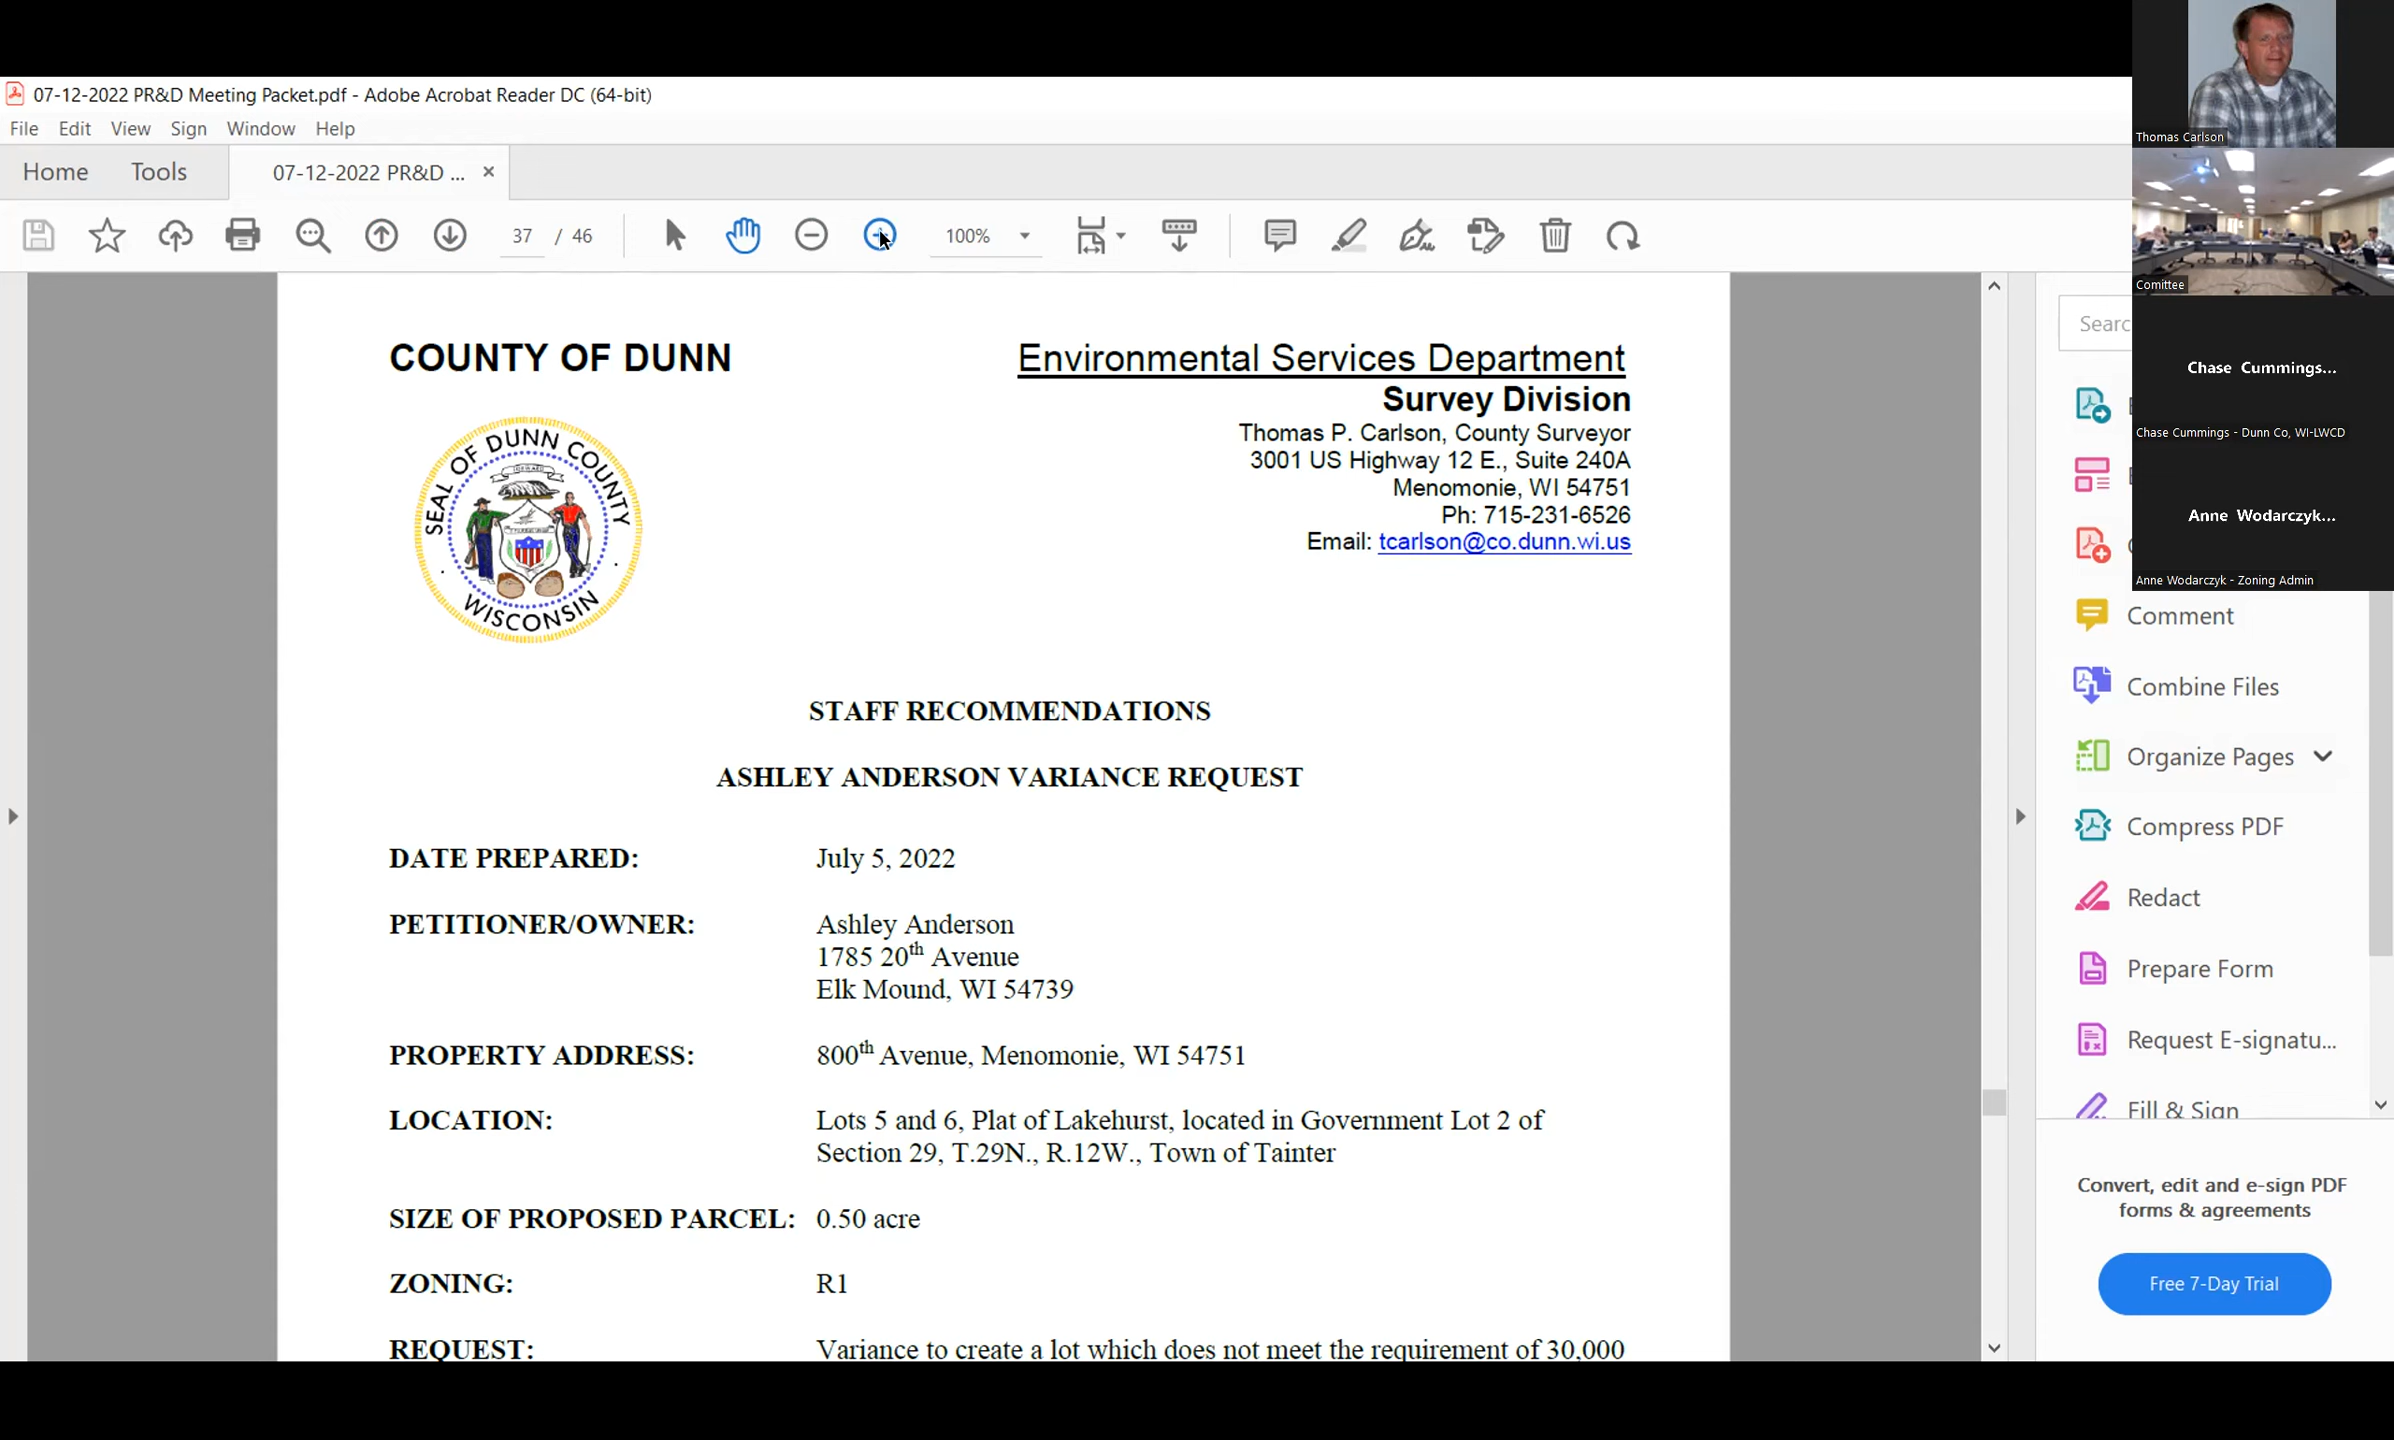 07-12-2022 PR&D Meeting Packet.pdf - Adobe Acrobat Reader DC (64-bit)
File Edit View Sign Window Help
Home Tools 07-12-2022 PR&D ...
37 / 46 100%
COUNTY OF DUNN
Environmental Services Department
Survey Division
Thomas P. Carlson, County Surveyor
3001 US Highway 12 E., Suite 240A
Menomonie, WI 54751
Ph: 715-231-6526
Email: tcarlson@co.dunn.wi.us
SEAL OF DUNN COUNTY
WISCONSIN
STAFF RECOMMENDATIONS
ASHLEY ANDERSON VARIANCE REQUEST
DATE PREPARED: July 5, 2022
PETITIONER/OWNER: Ashley Anderson
1785 20th Avenue
Elk Mound, WI 54739
PROPERTY ADDRESS: 800th Avenue, Menomonie, WI 54751
LOCATION: Lots 5 and 6, Plat of Lakehurst, located in Government Lot 2 of
Section 29, T.29N., R.12W., Town of Tainter
SIZE OF PROPOSED PARCEL: 0.50 acre
ZONING: R1
REQUEST: Variance to create a lot which does not meet the requirement of 30,000
Thomas Carlson
Comittee
Chase Cummings...
Chase Cummings - Dunn Co, WI-LWCD
Anne Wodarczyk...
Anne Wodarczyk - Zoning Admin
Searc
Comment
Combine Files
Organize Pages
Compress PDF
Redact
Prepare Form
Request E-signatu...
Fill & Sign
Convert, edit and e-sign PDF
forms & agreements
Free 7-Day Trial